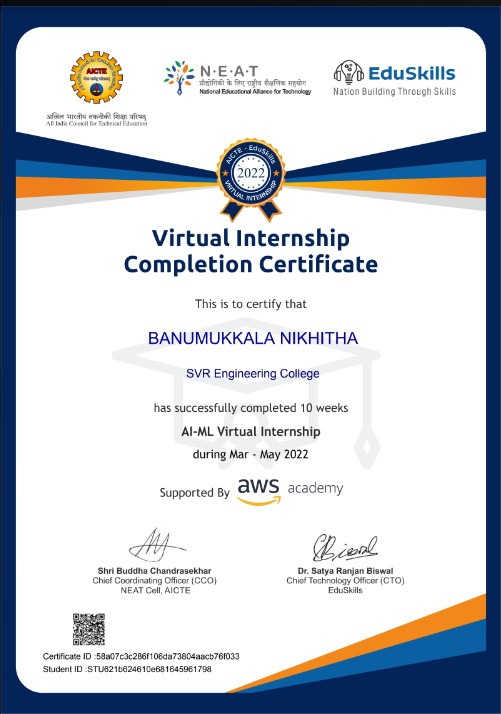 AICTE
अखिल भारतीय तकनीकी शिक्षा परिषद्
All India Council for Technical Education
N·E·A·T
प्रौद्योगिकी के लिए राष्ट्रीय शैक्षणिक सहयोग
National Educational Alliance for Technology
EduSkills
Nation Building Through Skills
AICTE - EduSkills
2022
VIRTUAL INTERNSHIP
Virtual Internship
Completion Certificate
This is to certify that
BANUMUKKALA NIKHITHA
SVR Engineering College
has successfully completed 10 weeks
AI-ML Virtual Internship
during Mar - May 2022
Supported By aws academy
Shri Buddha Chandrasekhar
Chief Coordinating Officer (CCO)
NEAT Cell, AICTE
Dr. Satya Ranjan Biswal
Chief Technology Officer (CTO)
EduSkills
Certificate ID :58a07c3c286f106da73804aacb76f033
Student ID :STU621b624610e681645961798